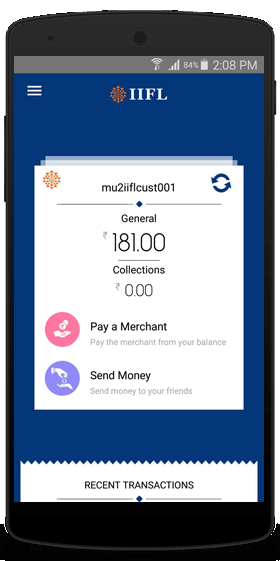 84% 2:08 PM
IIFL
mu2iiflcust001
General
₹ 181.00
Collections
₹ 0.00
Pay a Merchant
Pay the merchant from your balance
Send Money
Send money to your friends
RECENT TRANSACTIONS